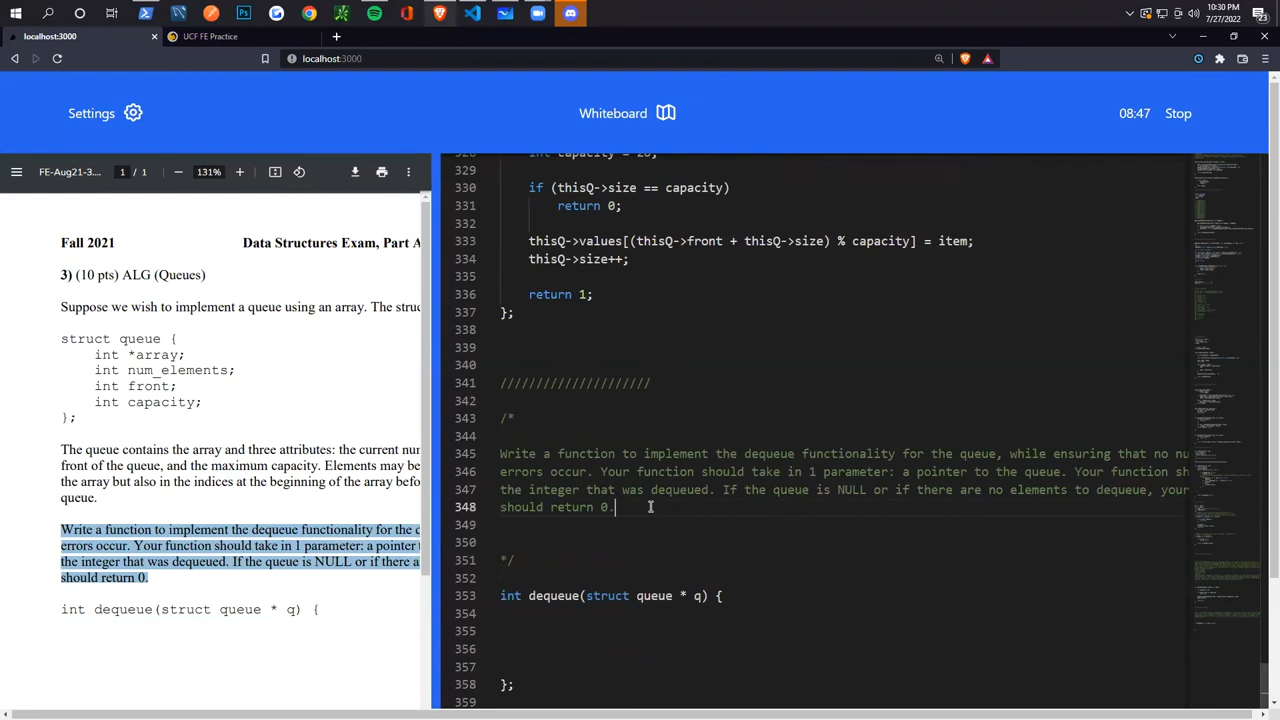 10:30 PM
7/27/2022
23
localhost:3000
UCF FE Practice
localhost:3000
Settings
Whiteboard
08:47
Stop
FE-Aug21-3...
1 / 1
131%
Fall 2021
Data Structures Exam, Part A
3) (10 pts) ALG (Queues)
Suppose we wish to implement a queue using an array. The struc
struct queue {
int *array;
int num_elements;
int front;
int capacity;
};
The queue contains the array and three attributes: the current nu
front of the queue, and the maximum capacity. Elements may be
the array but also in the indices at the beginning of the array befo
queue.
Write a function to implement the dequeue functionality for the
errors occur. Your function should take in 1 parameter: a pointer
the integer that was dequeued. If the queue is NULL or if there a
should return 0.
int dequeue(struct queue * q) {
328 int capacity = 20;
329
330 if (thisQ->size == capacity)
331 return 0;
332
333 thisQ->values[(thisQ->front + thisQ->size) % capacity] = item;
334 thisQ->size++;
335
336 return 1;
337 };
338
339
340
341 /////////////////////
342
343 /*
344
345 Write a function to implement the dequeue functionality for the queue, while ensuring that no nu
346 errors occur. Your function should take in 1 parameter: a pointer to the queue. Your function sh
347 the integer that was dequeued. If the queue is NULL or if there are no elements to dequeue, your
348 should return 0.
349
350
351 */
352
353 int dequeue(struct queue * q) {
354
355
356
357
358 };
359